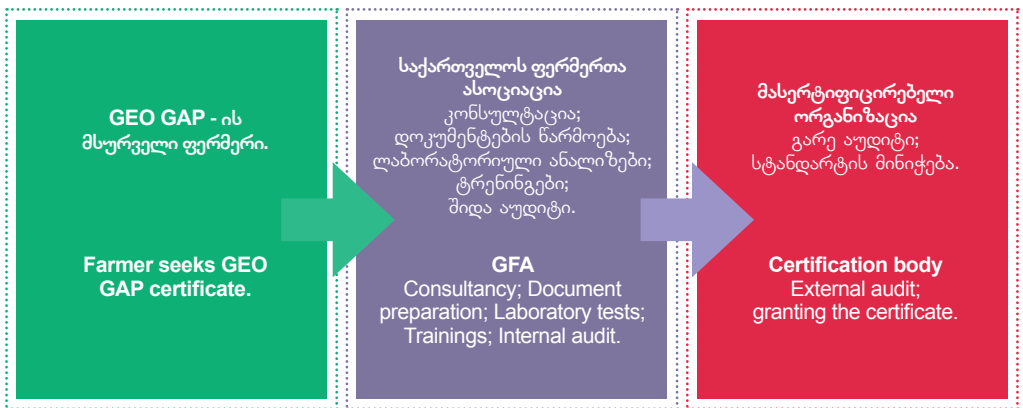 GEO GAP - ის
მსურველი ფერმერი.
Farmer seeks GEO
GAP certificate.
საქართველოს ფერმერთა
ასოციაცია
კონსულტაცია;
დოკუმენტების წარმოება;
ლაბორატორიული ანალიზები;
ტრენინგები;
შიდა აუდიტი.
GFA
Consultancy; Document
preparation; Laboratory tests;
Trainings; Internal audit.
მასერტიფიცირებელი
ორგანიზაცია
გარე აუდიტი;
სტანდარტის მინიჭება.
Certification body
External audit;
granting the certificate.